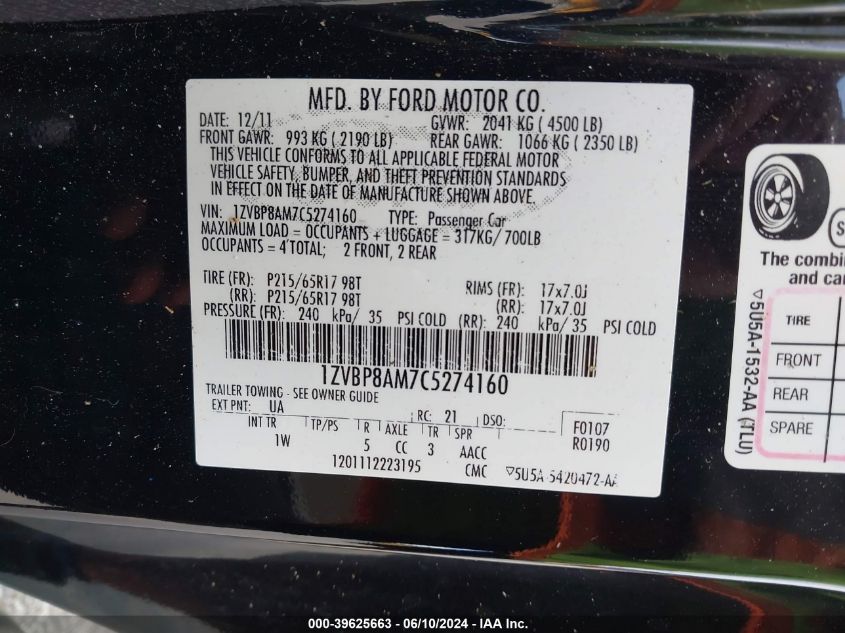 MFD. BY FORD MOTOR CO.
DATE: 12/11 GVWR: 2041 KG ( 4500 LB)
FRONT GAWR: 993 KG ( 2190 LB) REAR GAWR: 1066 KG ( 2350 LB)
THIS VEHICLE CONFORMS TO ALL APPLICABLE FEDERAL MOTOR
VEHICLE SAFETY, BUMPER, AND THEFT PREVENTION STANDARDS
IN EFFECT ON THE DATE OF MANUFACTURE SHOWN ABOVE.
VIN: 1ZVBP8AM7C5274160 TYPE: Passenger Car
MAXIMUM LOAD = OCCUPANTS + LUGGAGE = 317KG/ 700LB
OCCUPANTS = 4 TOTAL; 2 FRONT, 2 REAR
TIRE (FR): P215/65R17 98T RIMS (FR): 17x7.0J
(RR): P215/65R17 98T (RR): 17x7.0J
PRESSURE (FR): 240 kPa/ 35 PSI COLD (RR): 240 kPa/ 35 PSI COLD
1ZVBP8AM7C5274160
TRAILER TOWING - SEE OWNER GUIDE
EXT PNT: UA RC: 21 DSO: F0107
INT TR TP/PS R AXLE TR SPR R0190
1W 5 CC 3 AACC
1201112223195 CMC ▽5U5A-5420472-AA
The combin
and car
TIRE
FRONT
REAR
SPARE
▽5U5A-1532-AA (TLU)
000-39625663 - 06/10/2024 - IAA Inc.